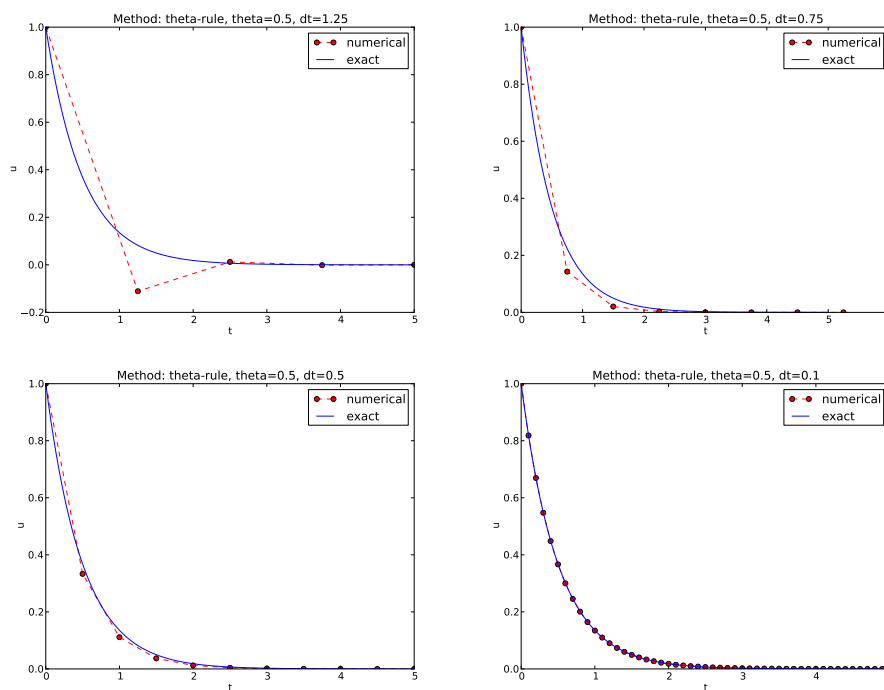 Method: theta-rule, theta=0.5, dt=1.25
1.0
0.8
0.6
0.4
0.2
0.0
−0.2
0
1
2
3
4
5
u
t
numerical
exact
Method: theta-rule, theta=0.5, dt=0.75
1.0
0.8
0.6
0.4
0.2
0.0
0
1
2
3
4
5
u
t
numerical
exact
Method: theta-rule, theta=0.5, dt=0.5
1.0
0.8
0.6
0.4
0.2
0.0
0
1
2
3
4
5
u
t
numerical
exact
Method: theta-rule, theta=0.5, dt=0.1
1.0
0.8
0.6
0.4
0.2
0.0
0
1
2
3
4
u
t
numerical
exact